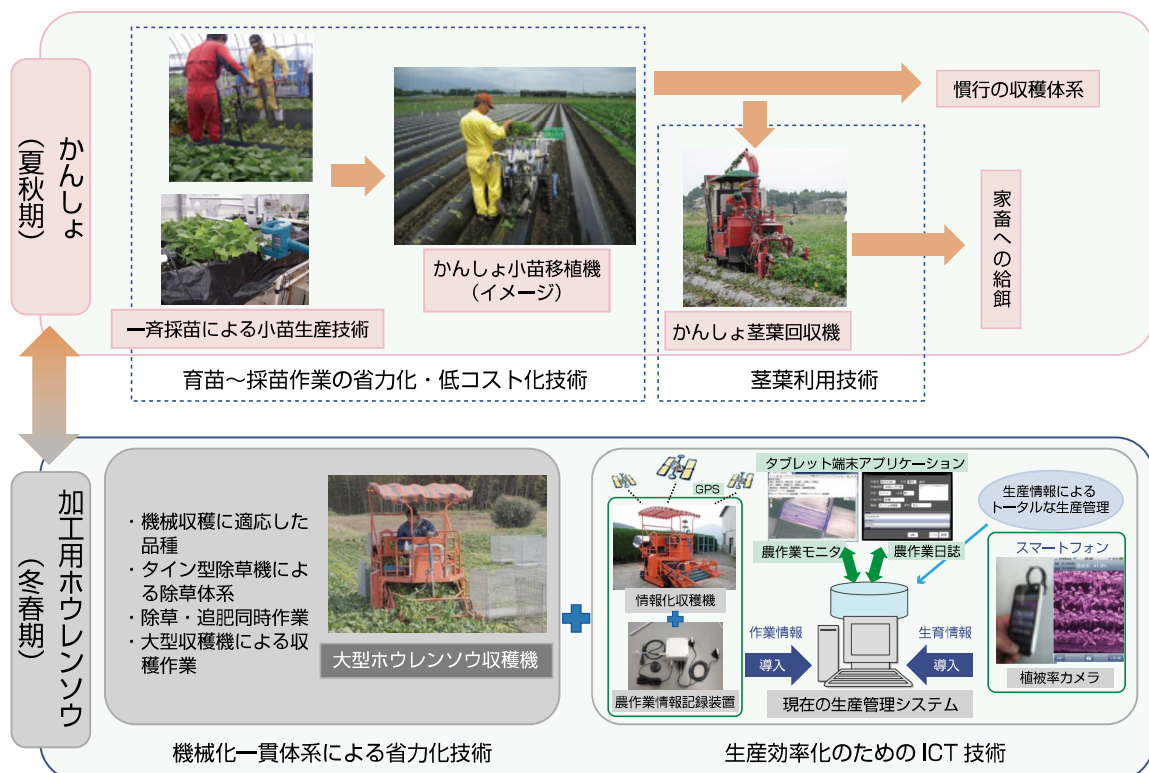 かんしょ
（夏秋期）
一斉採苗による小苗生産技術
かんしょ小苗移植機
（イメージ）
育苗～採苗作業の省力化・低コスト化技術
慣行の収穫体系
かんしょ茎葉回収機
家畜への給餌
茎葉利用技術
加工用ホウレンソウ
（冬春期）
・機械収穫に適応した
品種
・タイン型除草機によ
る除草体系
・除草・追肥同時作業
・大型収穫機による収
穫作業
大型ホウレンソウ収穫機
機械化一貫体系による省力化技術
GPS
情報化収穫機
農作業情報記録装置
タブレット端末アプリケーション
農作業モニタ
農作業日誌
生産情報による
トータルな生産管理
作業情報
導入
生育情報
導入
現在の生産管理システム
スマートフォン
植被率カメラ
生産効率化のための ICT 技術